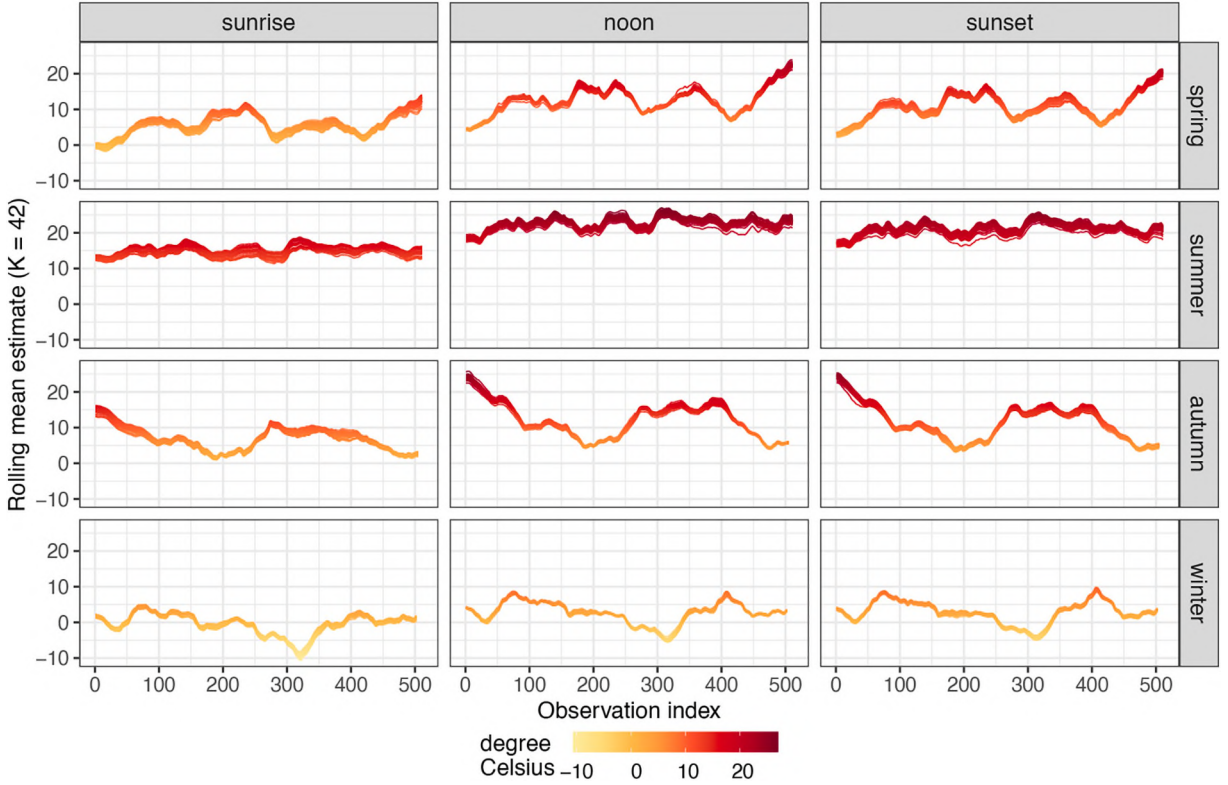 sunrise noon sunset
20
10
0
−10
spring
20
10
0
−10
summer
20
10
0
−10
autumn
20
10
0
−10
winter
Rolling mean estimate (K = 42)
0 100 200 300 400 500 0 100 200 300 400 500 0 100 200 300 400 500
Observation index
degree
Celsius −10 0 10 20